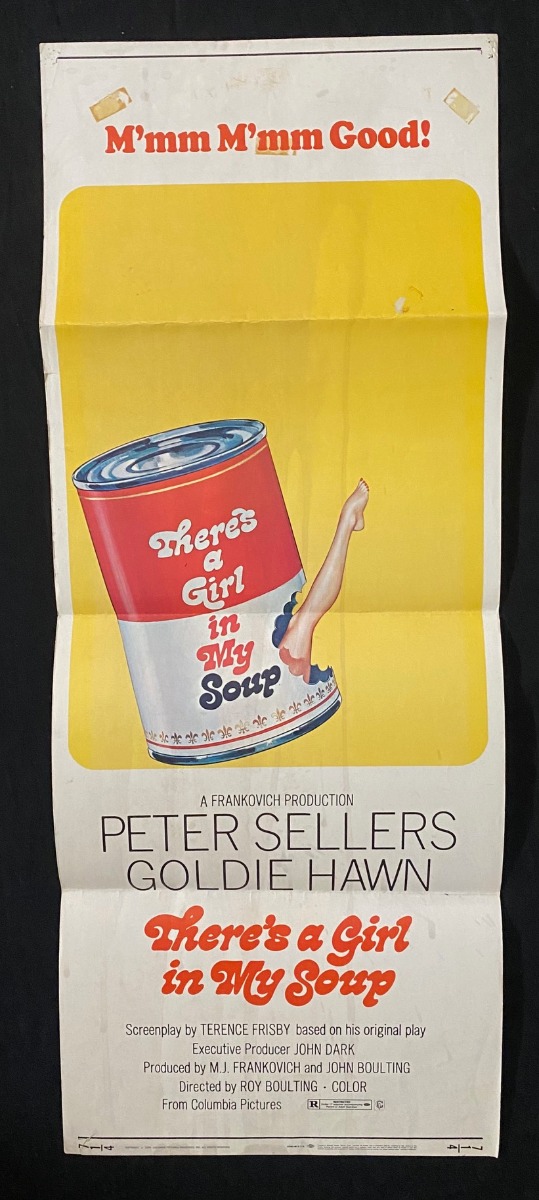 M'mm M'mm Good!
There's
a
Girl
in
My
Soup
A FRANKOVICH PRODUCTION
PETER SELLERS
GOLDIE HAWN
There's a Girl
in My Soup
Screenplay by TERENCE FRISBY based on his original play
Executive Producer JOHN DARK
Produced by M.J. FRANKOVICH and JOHN BOULTING
Directed by ROY BOULTING · COLOR
From Columbia Pictures R RESTRICTED